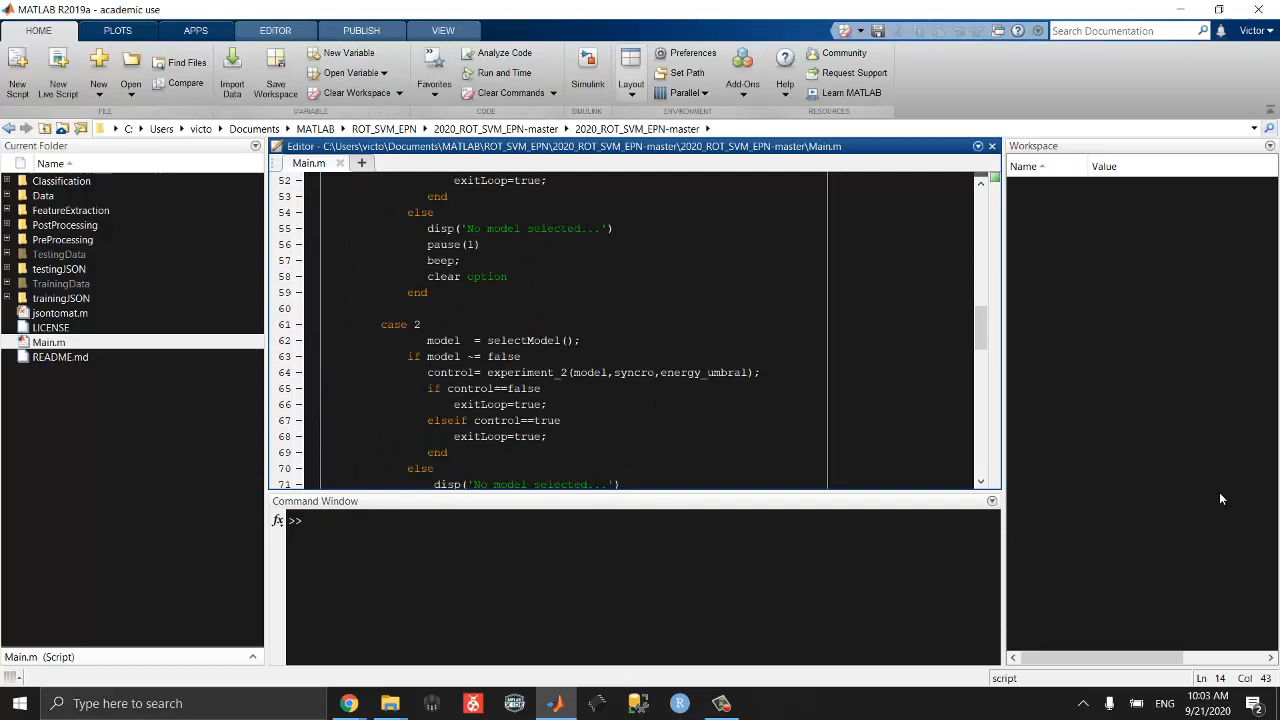 MATLAB R2019a - academic use
HOME PLOTS APPS EDITOR PUBLISH VIEW Search Documentation Victor
New Script
New Live Script
New
Open
Find Files
Compare
FILE
Import Data
Save Workspace
New Variable
Open Variable
Clear Workspace
VARIABLE
Favorites
Analyze Code
Run and Time
Clear Commands
CODE
Simulink
SIMULINK
Layout
Preferences
Set Path
Parallel
ENVIRONMENT
Add-Ons
Help
Community
Request Support
Learn MATLAB
RESOURCES
C: Users victo Documents MATLAB ROT_SVM_EPN 2020_ROT_SVM_EPN-master 2020_ROT_SVM_EPN-master
Current Folder
Name
Classification
Data
FeatureExtraction
PostProcessing
PreProcessing
TestingData
testingJSON
TrainingData
trainingJSON
jsontomat.m
LICENSE
Main.m
README.md
Main.m (Script)
Editor - C:\Users\victo\Documents\MATLAB\ROT_SVM_EPN\2020_ROT_SVM_EPN-master\2020_ROT_SVM_EPN-master\Main.m
Main.m
52 exitLoop=true;
53 end
54 else
55 disp('No model selected...')
56 pause(1)
57 beep;
58 clear option
59 end
60
61 case 2
62 model = selectModel();
63 if model ~= false
64 control= experiment_2(model,syncro,energy_umbral);
65 if control==false
66 exitLoop=true;
67 elseif control==true
68 exitLoop=true;
69 end
70 else
71 disp('No model selected...')
Command Window
fx >>
Workspace
Name Value
script Ln 14 Col 43
Type here to search
ENG
10:03 AM
9/21/2020
2